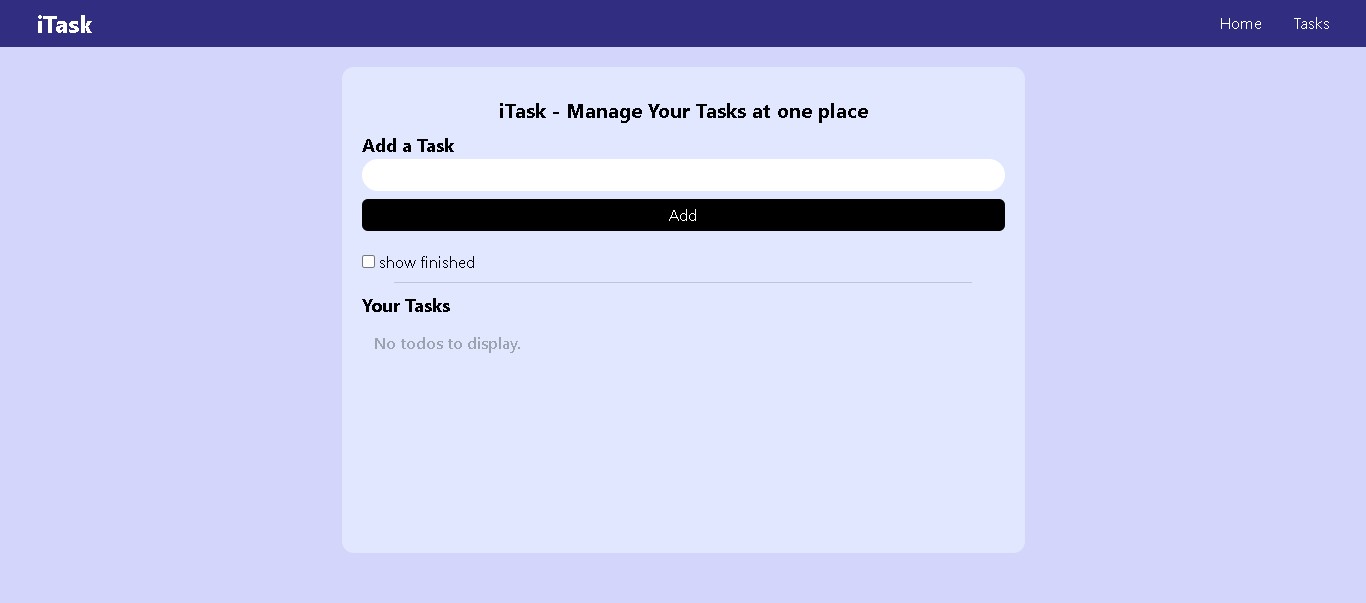 iTask
Home Tasks
iTask - Manage Your Tasks at one place
Add a Task
Add
show finished
Your Tasks
No todos to display.